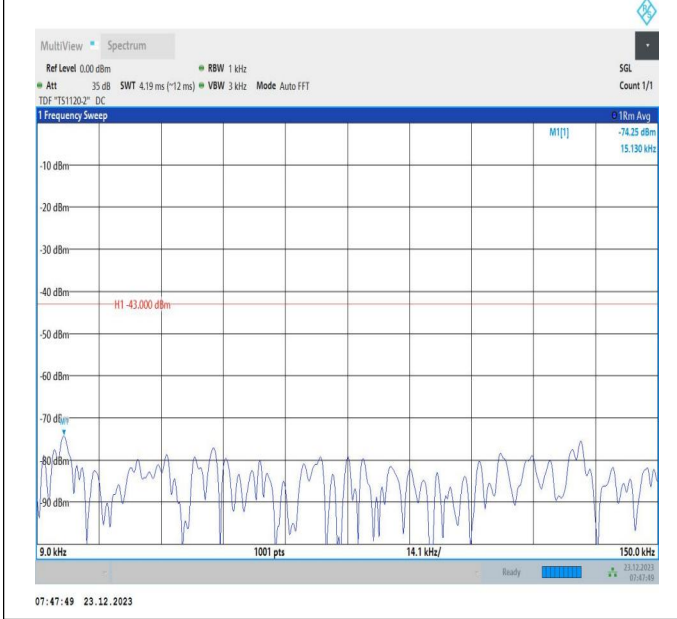 MultiView Spectrum
Ref Level 0.00 dBm RBW 1 kHz SGL
Att 35 dB SWT 4.19 ms (~12 ms) VBW 3 kHz Mode Auto FFT Count 1/1
TDF "TS1120-2" DC
1 Frequency Sweep 1Rm Avg
M1[1] -74.25 dBm
15.130 kHz
-10 dBm
-20 dBm
-30 dBm
-40 dBm
H1 -43.000 dBm
-50 dBm
-60 dBm
-70 dBm
M1
-80 dBm
-90 dBm
9.0 kHz 1001 pts 14.1 kHz/ 150.0 kHz
Ready 23.12.2023
07:47:49
07:47:49 23.12.2023